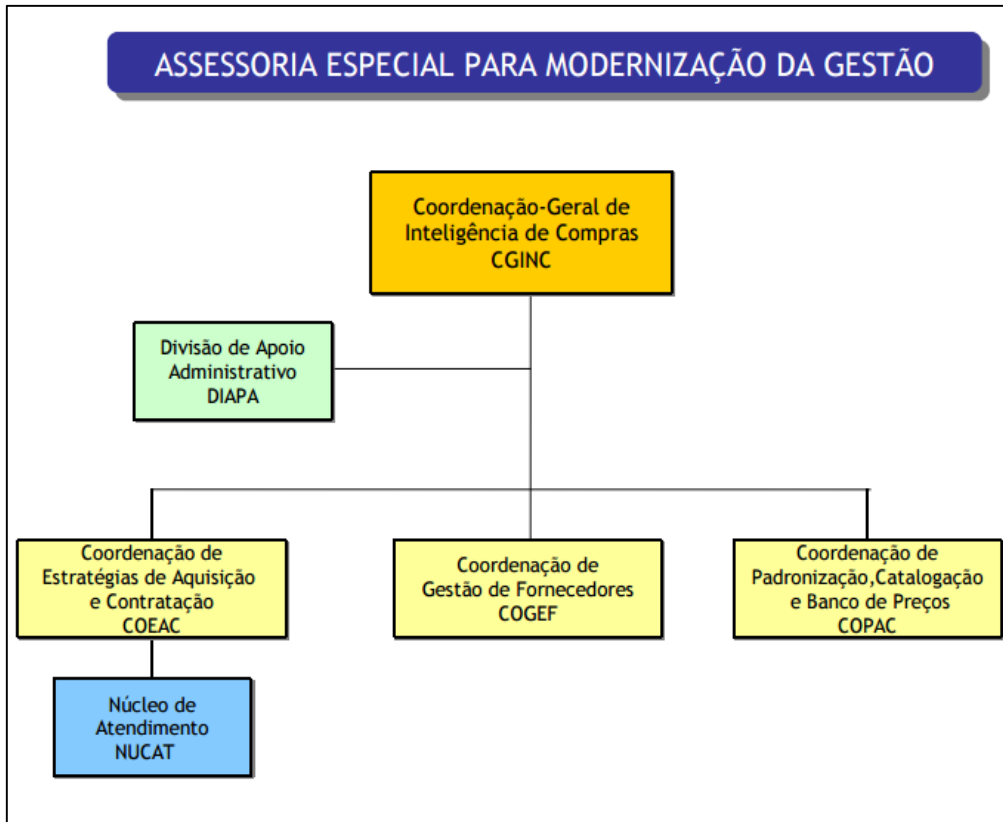 ASSESSORIA ESPECIAL PARA MODERNIZAÇÃO DA GESTÃO
Coordenação-Geral de
Inteligência de Compras
CGINC
Divisão de Apoio
Administrativo
DIAPA
Coordenação de
Estratégias de Aquisição
e Contratação
COEAC
Coordenação de
Gestão de Fornecedores
COGEF
Coordenação de
Padronização,Catalogação
e Banco de Preços
COPAC
Núcleo de
Atendimento
NUCAT